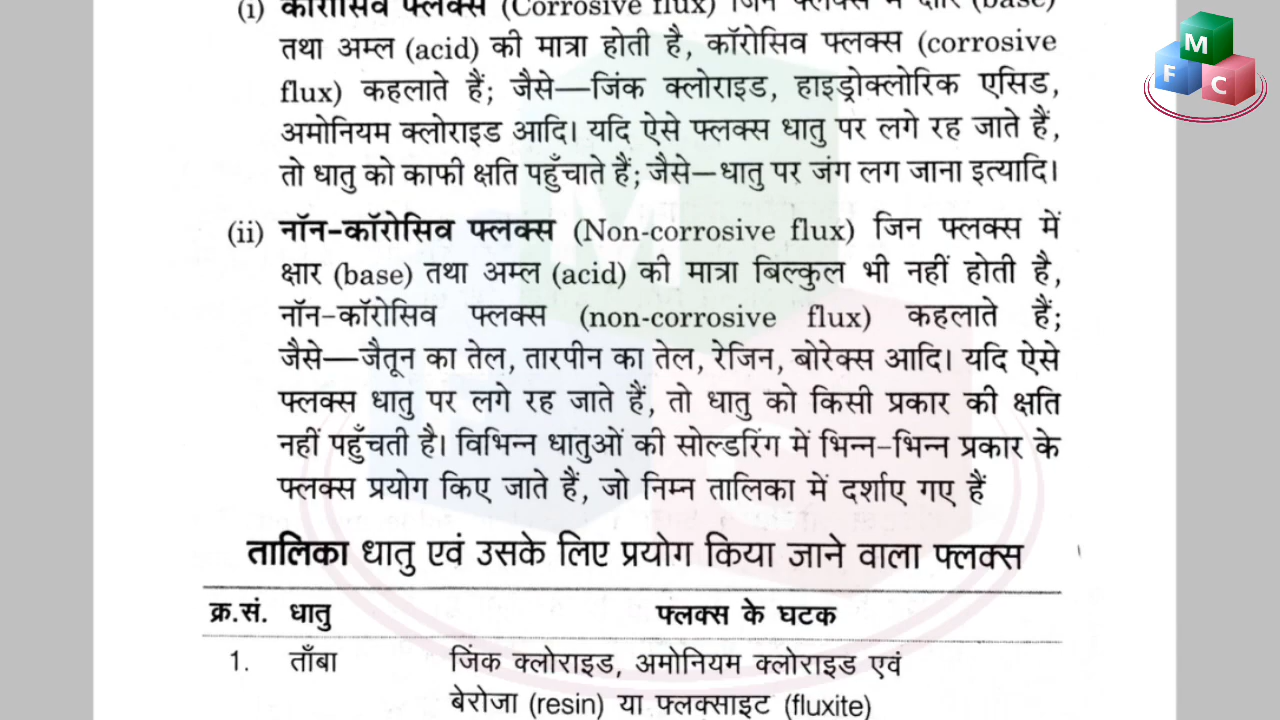 (i) कॉरोसिव फ्लक्स (Corrosive flux) जिन फ्लक्स में क्षार (base)
तथा अम्ल (acid) की मात्रा होती है, कॉरोसिव फ्लक्स (corrosive
flux) कहलाते हैं; जैसे—जिंक क्लोराइड, हाइड्रोक्लोरिक एसिड,
अमोनियम क्लोराइड आदि। यदि ऐसे फ्लक्स धातु पर लगे रह जाते हैं,
तो धातु को काफी क्षति पहुँचाते हैं; जैसे—धातु पर जंग लग जाना इत्यादि।
(ii) नॉन-कॉरोसिव फ्लक्स (Non-corrosive flux) जिन फ्लक्स में
क्षार (base) तथा अम्ल (acid) की मात्रा बिल्कुल भी नहीं होती है,
नॉन-कॉरोसिव फ्लक्स (non-corrosive flux) कहलाते हैं;
जैसे—जैतून का तेल, तारपीन का तेल, रेजिन, बोरेक्स आदि। यदि ऐसे
फ्लक्स धातु पर लगे रह जाते हैं, तो धातु को किसी प्रकार की क्षति
नहीं पहुँचती है। विभिन्न धातुओं की सोल्डरिंग में भिन्न-भिन्न प्रकार के
फ्लक्स प्रयोग किए जाते हैं, जो निम्न तालिका में दर्शाए गए हैं
तालिका धातु एवं उसके लिए प्रयोग किया जाने वाला फ्लक्स
क्र.सं. धातु फ्लक्स के घटक
1. ताँबा जिंक क्लोराइड, अमोनियम क्लोराइड एवं
बेरोजा (resin) या फ्लक्साइट (fluxite)
M
F C